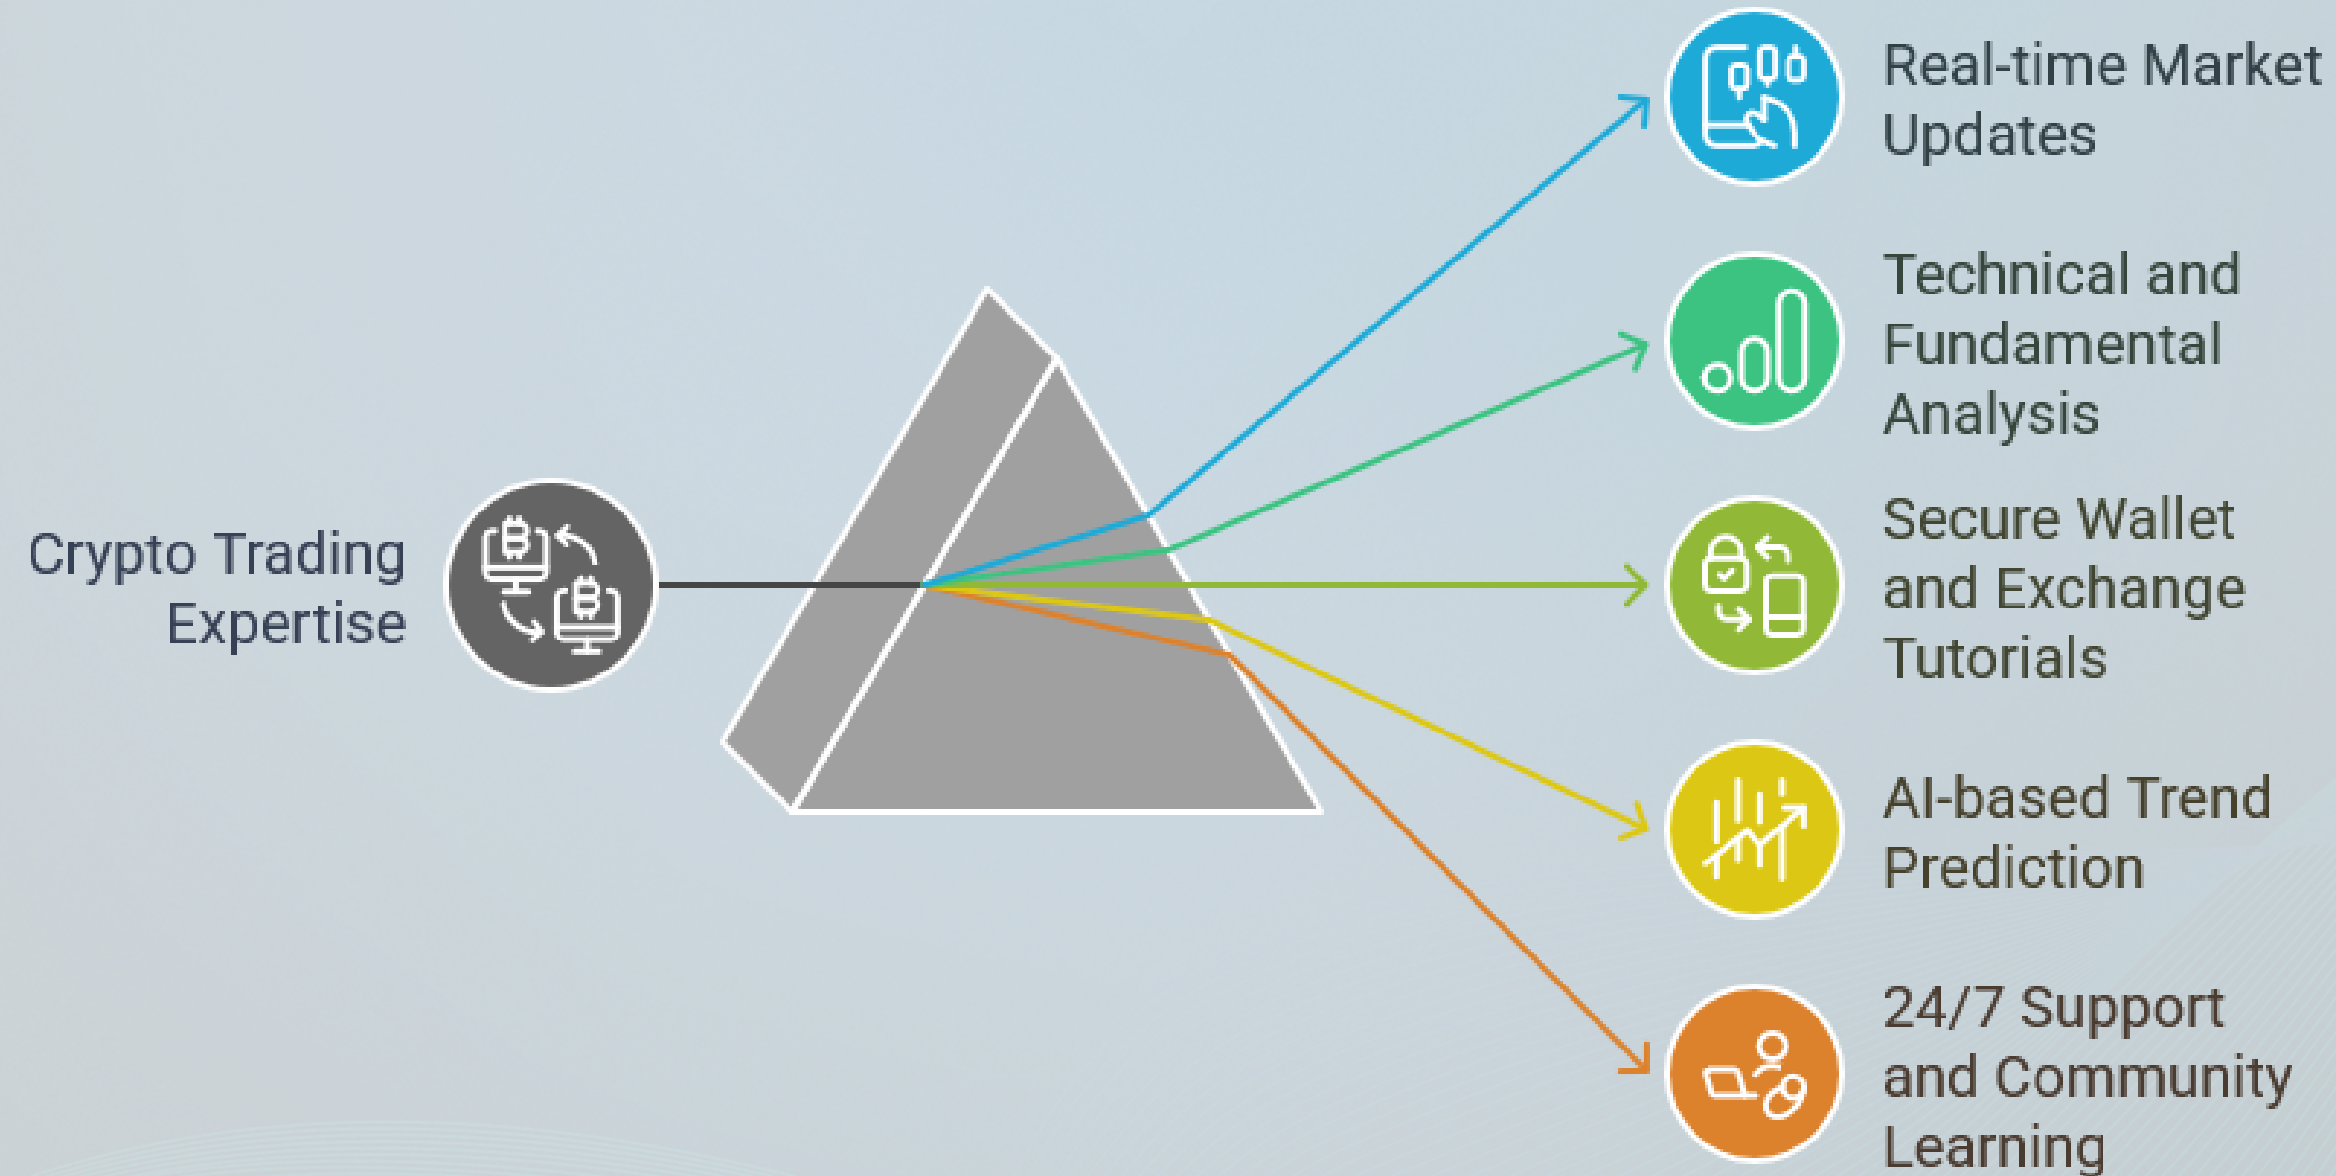 Crypto Trading
Expertise
Real-time Market
Updates
Technical and
Fundamental
Analysis
Secure Wallet
and Exchange
Tutorials
AI-based Trend
Prediction
24/7 Support
and Community
Learning